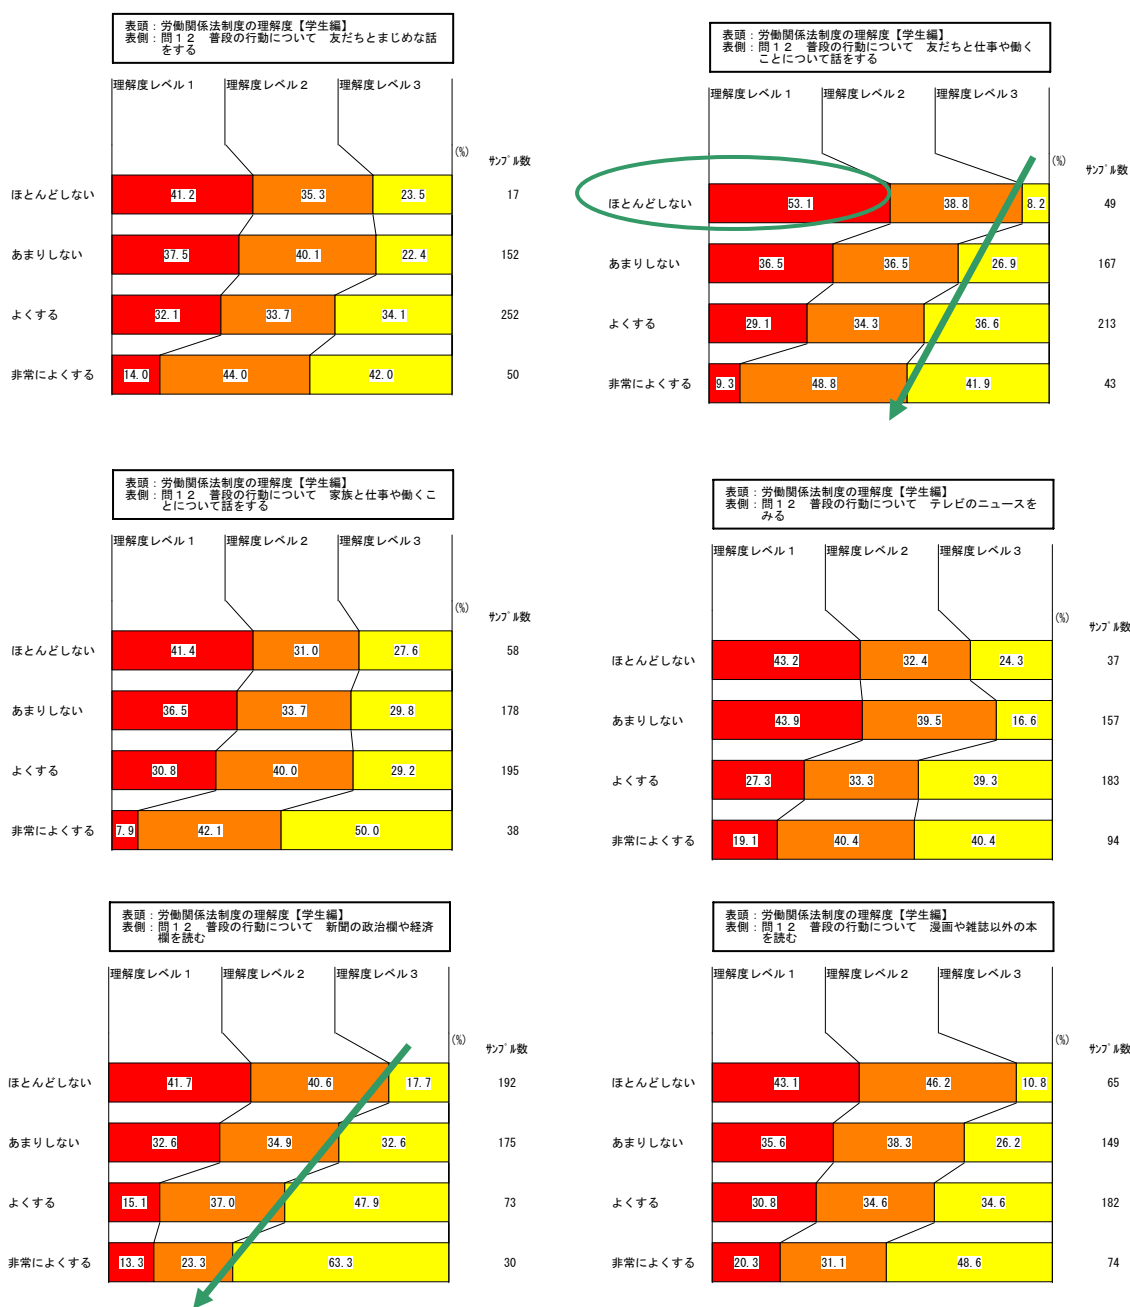 表頭：労働関係法制度の理解度【学生編】
表側：問１２　普段の行動について　友だちとまじめな話
をする
理解度レベル１ 理解度レベル２ 理解度レベル３
(%) ｻﾝﾌﾟﾙ数
ほとんどしない 41.2 35.3 23.5 17
あまりしない 37.5 40.1 22.4 152
よくする 32.1 33.7 34.1 252
非常によくする 14.0 44.0 42.0 50
表頭：労働関係法制度の理解度【学生編】
表側：問１２　普段の行動について　友だちと仕事や働く
ことについて話をする
理解度レベル１ 理解度レベル２ 理解度レベル３
(%) ｻﾝﾌﾟﾙ数
ほとんどしない 53.1 38.8 8.2 49
あまりしない 36.5 36.5 26.9 167
よくする 29.1 34.3 36.6 213
非常によくする 9.3 48.8 41.9 43
表頭：労働関係法制度の理解度【学生編】
表側：問１２　普段の行動について　家族と仕事や働くこ
とについて話をする
理解度レベル１ 理解度レベル２ 理解度レベル３
(%) ｻﾝﾌﾟﾙ数
ほとんどしない 41.4 31.0 27.6 58
あまりしない 36.5 33.7 29.8 178
よくする 30.8 40.0 29.2 195
非常によくする 7.9 42.1 50.0 38
表頭：労働関係法制度の理解度【学生編】
表側：問１２　普段の行動について　テレビのニュースを
みる
理解度レベル１ 理解度レベル２ 理解度レベル３
(%) ｻﾝﾌﾟﾙ数
ほとんどしない 43.2 32.4 24.3 37
あまりしない 43.9 39.5 16.6 157
よくする 27.3 33.3 39.3 183
非常によくする 19.1 40.4 40.4 94
表頭：労働関係法制度の理解度【学生編】
表側：問１２　普段の行動について　新聞の政治欄や経済
欄を読む
理解度レベル１ 理解度レベル２ 理解度レベル３
(%) ｻﾝﾌﾟﾙ数
ほとんどしない 41.7 40.6 17.7 192
あまりしない 32.6 34.9 32.6 175
よくする 15.1 37.0 47.9 73
非常によくする 13.3 23.3 63.3 30
表頭：労働関係法制度の理解度【学生編】
表側：問１２　普段の行動について　漫画や雑誌以外の本
を読む
理解度レベル１ 理解度レベル２ 理解度レベル３
(%) ｻﾝﾌﾟﾙ数
ほとんどしない 43.1 46.2 10.8 65
あまりしない 35.6 38.3 26.2 149
よくする 30.8 34.6 34.6 182
非常によくする 20.3 31.1 48.6 74